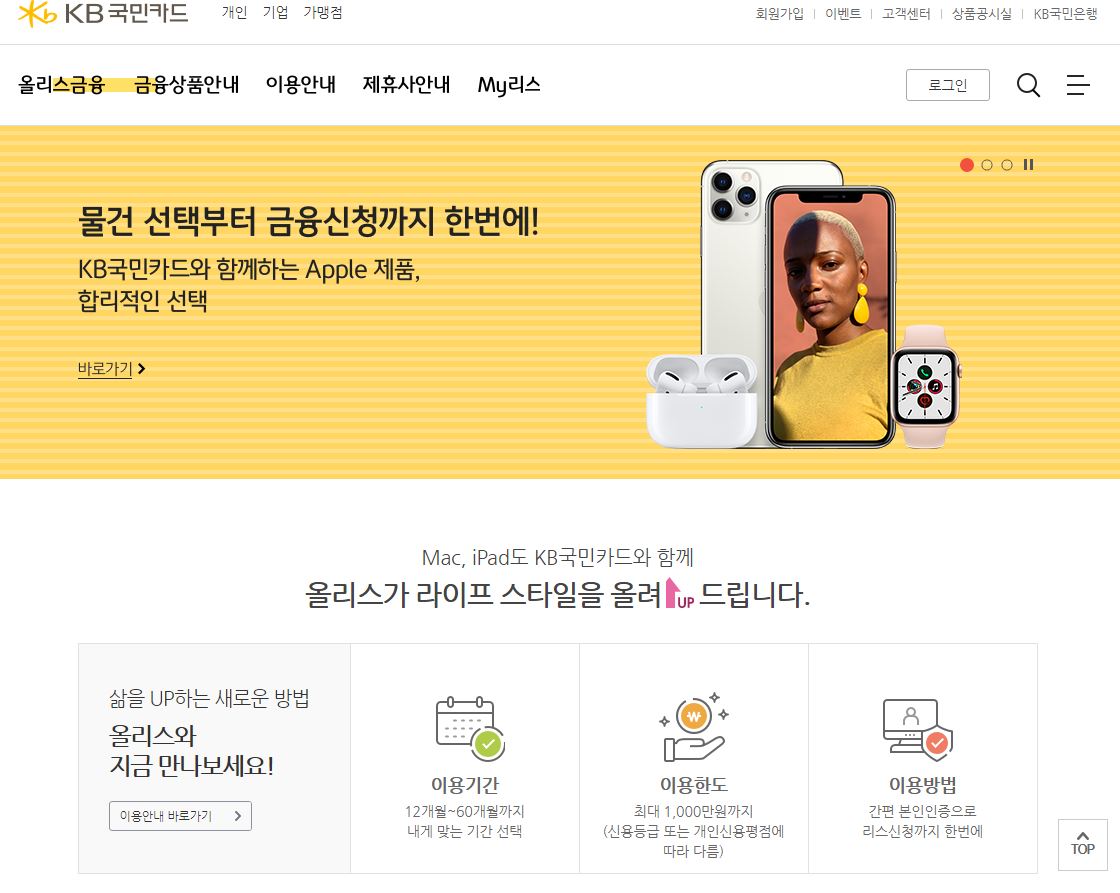 KB국민카드
개인 기업 가맹점
회원가입 이벤트 고객센터 상품공시실 KB국민은행
올리스금융 금융상품안내 이용안내 제휴사안내 My리스
로그인
물건 선택부터 금융신청까지 한번에!
KB국민카드와 함께하는 Apple 제품,
합리적인 선택
바로가기
Mac, iPad도 KB국민카드와 함께
올리스가 라이프 스타일을 올려UP 드립니다.
삶을 UP하는 새로운 방법
올리스와
지금 만나보세요!
이용안내 바로가기
이용기간
12개월~60개월까지
내게 맞는 기간 선택
이용한도
최대 1,000만원까지
(신용등급 또는 개인신용평점에
따라 다름)
이용방법
간편 본인인증으로
리스신청까지 한번에
TOP